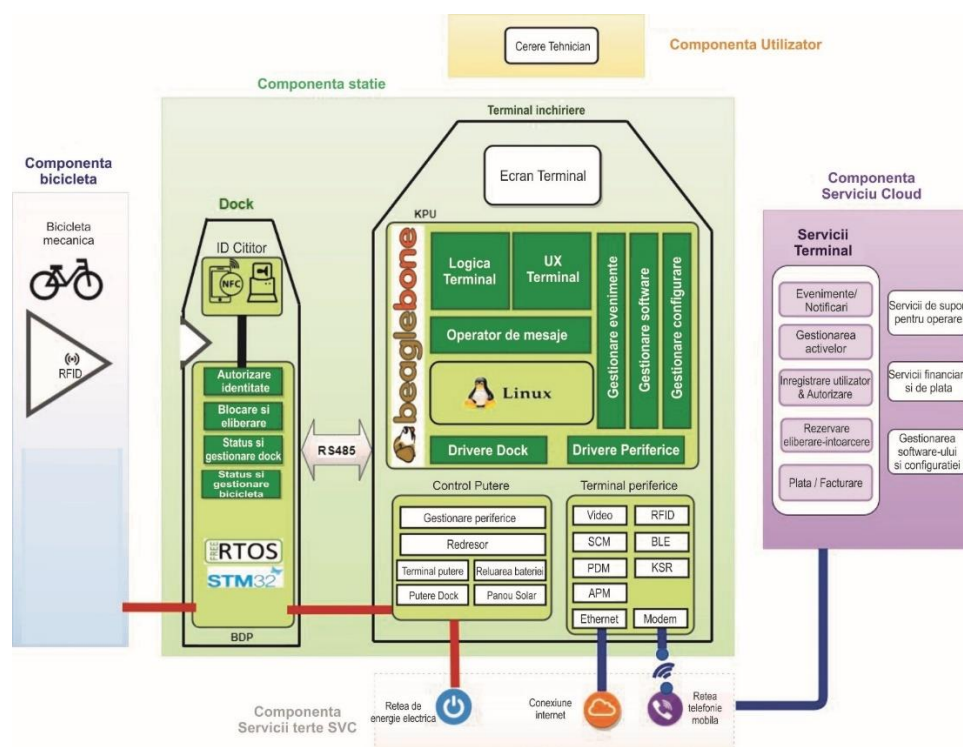 Cerere Tehnician
Componenta Utilizator
Componenta statie
Terminal inchiriere
Componenta
bicicleta
Bicicleta
mecanica
RFID
Dock
ID Cititor
NFC
Autorizare
identitate
Blocare si
eliberare
Status si
gestionare dock
Status si
gestionare bicicleta
FREE
RTOS
STM32
BDP
RS485
Ecran Terminal
KPU
beaglebone
Logica
Terminal
UX
Terminal
Operator de mesaje
Linux
Gestionare evenimente
Gestionare software
Gestionare configurare
Drivere Dock
Drivere Periferice
Control Putere
Gestionare periferice
Redresor
Terminal putere
Reluarea bateriei
Putere Dock
Panou Solar
Terminal periferice
Video
RFID
SCM
BLE
PDM
KSR
APM
Ethernet
Modem
Componenta
Serviciu Cloud
Servicii
Terminal
Evenimente/
Notificari
Gestionarea
activelor
Inregistrare utilizator
& Autorizare
Rezervare
eliberare-intoarcere
Plata / Facturare
Servicii de supor
pentru operare
Servicii financiar
si de plata
Gestionarea
software-ului
si configuratiei
Componenta
Servicii terte SVC
Retea de
energie electrica
Conexiune
internet
Retea
telefonie
mobila